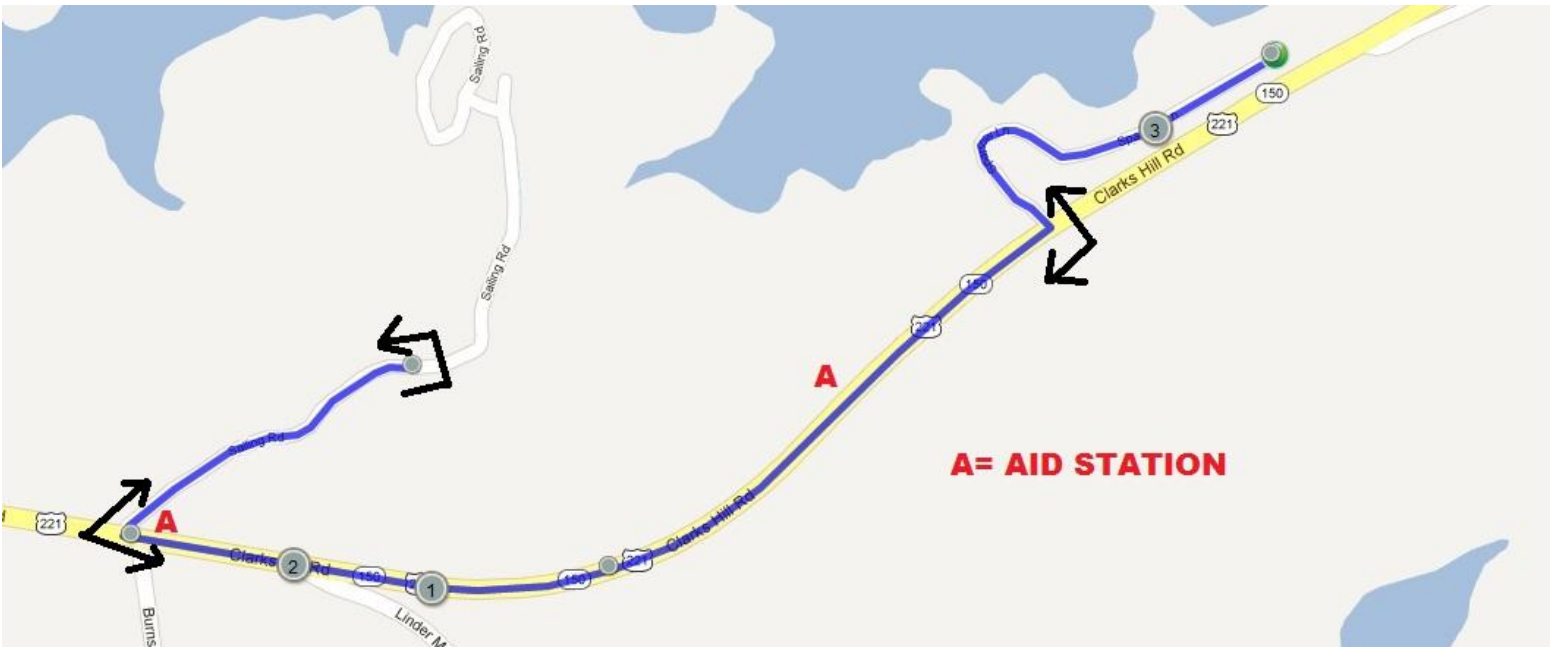 Sailing Rd
150
221
3
Clarks Hill Rd
Sailing Rd
150
221
A
A= AID STATION
Sailing Rd
221
A
Clarks
Rd
2
150
1
150
221
Clarks Hill Rd
Burns
Linder M